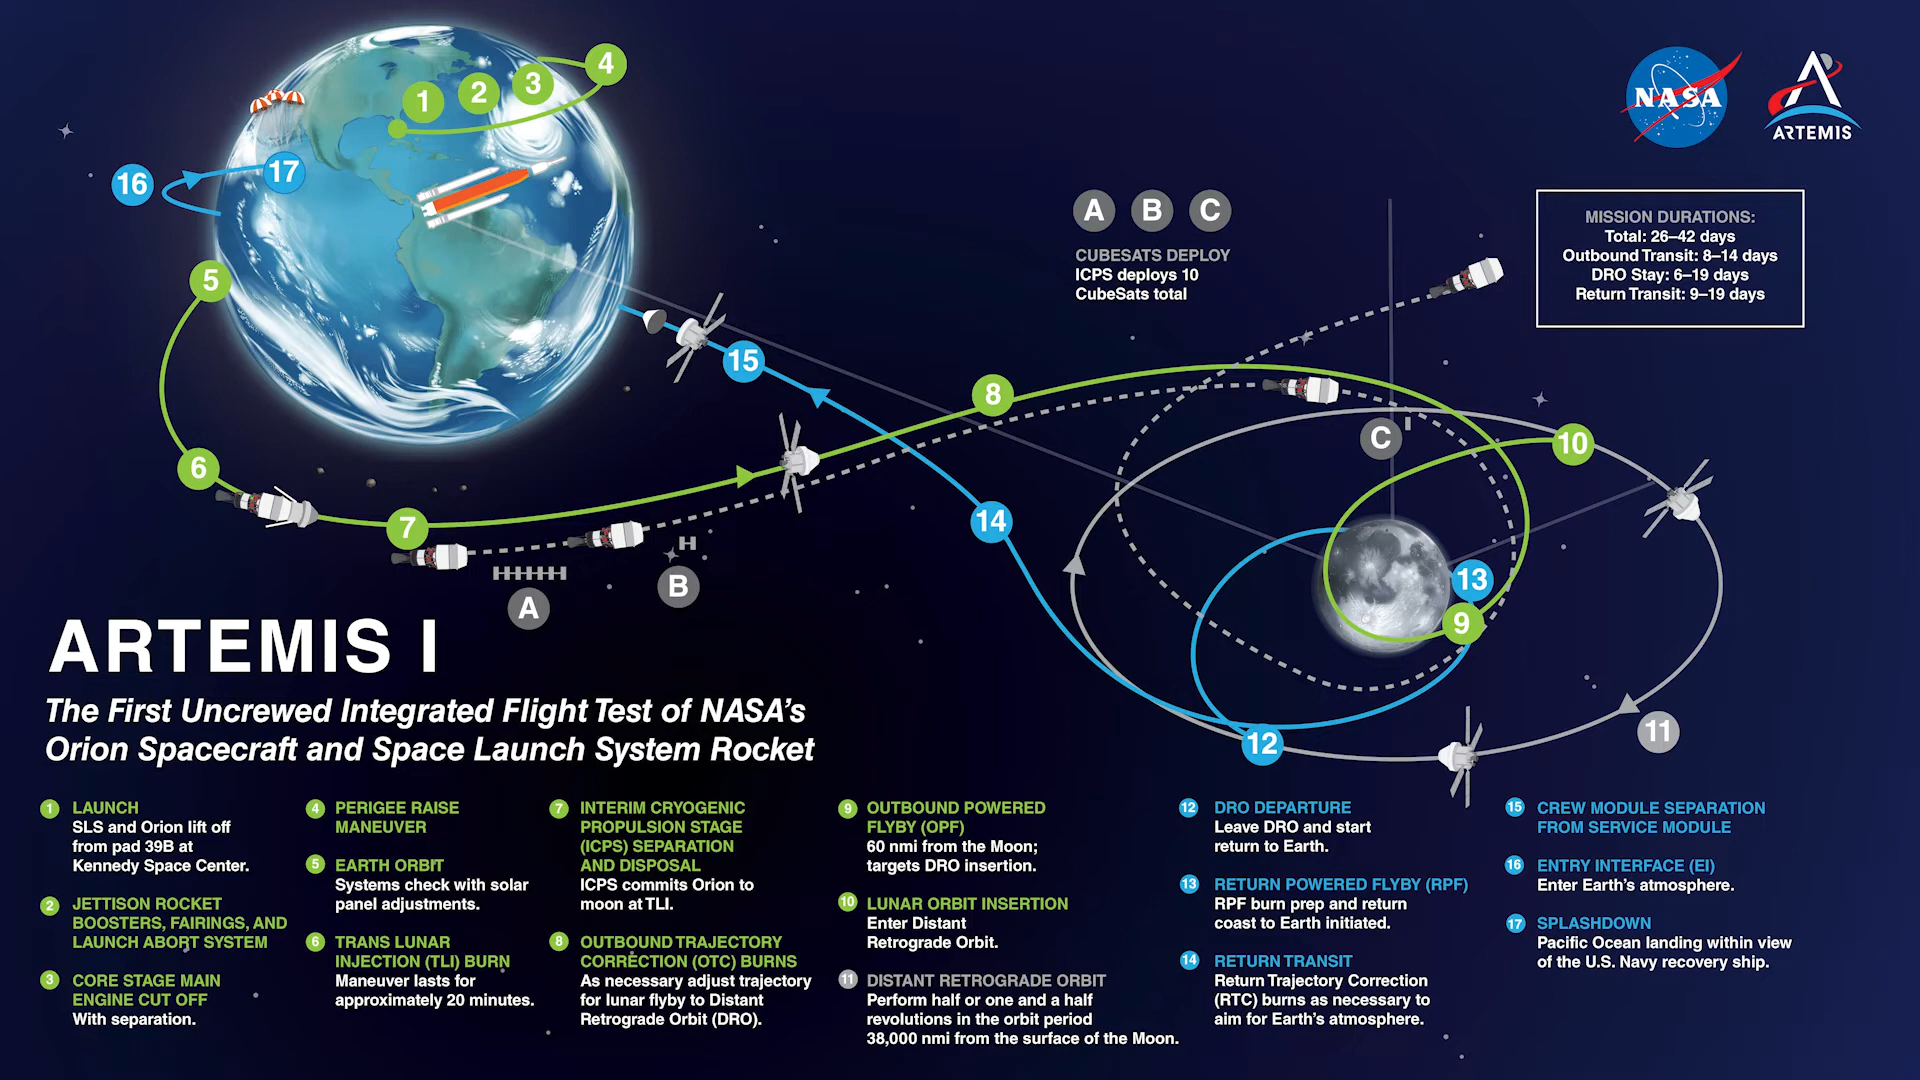 1
2
3
4
16
17
5
6
7
A
B
8
15
14
C
10
13
9
12
11
NASA
ARTEMIS
A B C
CUBESATS DEPLOY
ICPS deploys 10
CubeSats total
MISSION DURATIONS:
Total: 26–42 days
Outbound Transit: 8–14 days
DRO Stay: 6–19 days
Return Transit: 9–19 days
ARTEMIS I
The First Uncrewed Integrated Flight Test of NASA's
Orion Spacecraft and Space Launch System Rocket
1 LAUNCH
SLS and Orion lift off
from pad 39B at
Kennedy Space Center.
2 JETTISON ROCKET
BOOSTERS, FAIRINGS, AND
LAUNCH ABORT SYSTEM
3 CORE STAGE MAIN
ENGINE CUT OFF
With separation.
4 PERIGEE RAISE
MANEUVER
5 EARTH ORBIT
Systems check with solar
panel adjustments.
6 TRANS LUNAR
INJECTION (TLI) BURN
Maneuver lasts for
approximately 20 minutes.
7 INTERIM CRYOGENIC
PROPULSION STAGE
(ICPS) SEPARATION
AND DISPOSAL
ICPS commits Orion to
moon at TLI.
8 OUTBOUND TRAJECTORY
CORRECTION (OTC) BURNS
As necessary adjust trajectory
for lunar flyby to Distant
Retrograde Orbit (DRO).
9 OUTBOUND POWERED
FLYBY (OPF)
60 nmi from the Moon;
targets DRO insertion.
10 LUNAR ORBIT INSERTION
Enter Distant
Retrograde Orbit.
11 DISTANT RETROGRADE ORBIT
Perform half or one and a half
revolutions in the orbit period
38,000 nmi from the surface of the Moon.
12 DRO DEPARTURE
Leave DRO and start
return to Earth.
13 RETURN POWERED FLYBY (RPF)
RPF burn prep and return
coast to Earth initiated.
14 RETURN TRANSIT
Return Trajectory Correction
(RTC) burns as necessary to
aim for Earth's atmosphere.
15 CREW MODULE SEPARATION
FROM SERVICE MODULE
16 ENTRY INTERFACE (EI)
Enter Earth's atmosphere.
17 SPLASHDOWN
Pacific Ocean landing within view
of the U.S. Navy recovery ship.